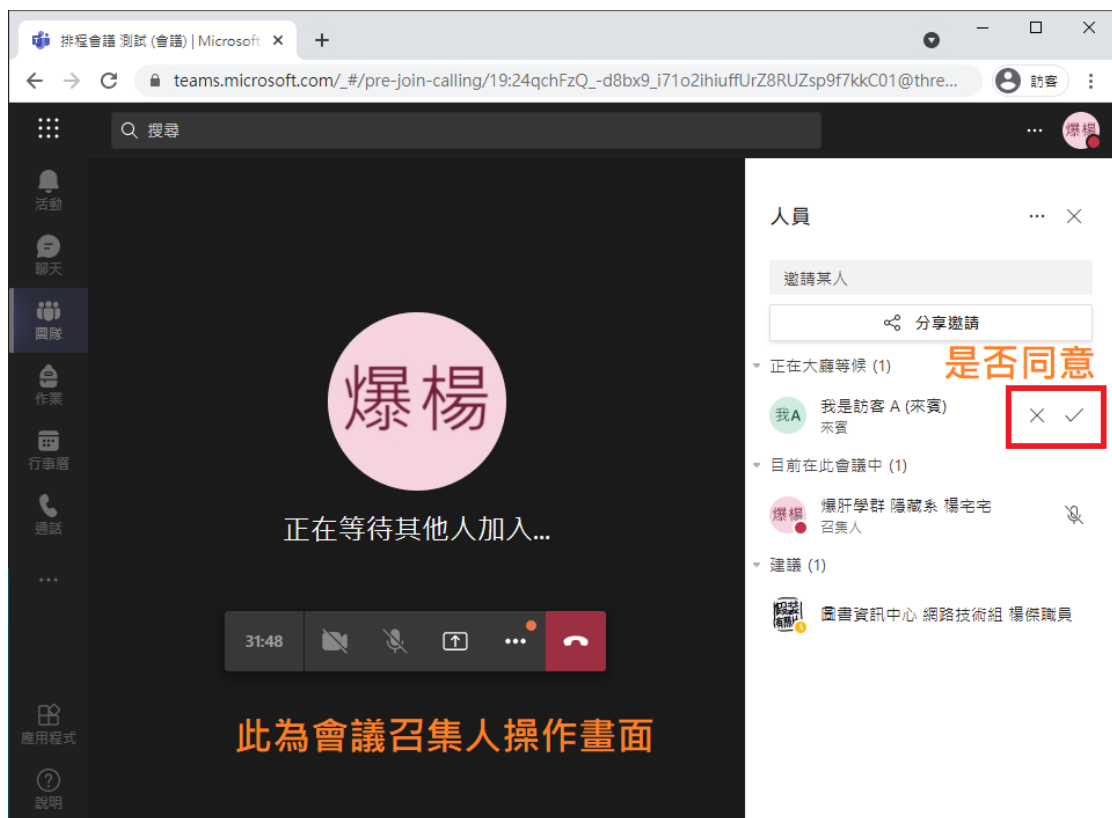 排程會議 測試 (會議) | Microsoft
teams.microsoft.com/_#/pre-join-calling/19:24qchFzQ_-d8bx9_i71o2ihiuffUrZ8RUZsp9f7kkC01@thre...
訪客
搜尋
爆楊
活動
聊天
團隊
作業
行事曆
通話
應用程式
說明
爆楊
正在等待其他人加入...
31:48
此為會議召集人操作畫面
人員
邀請某人
分享邀請
正在大廳等候 (1)
是否同意
我A
我是訪客 A (來賓)
來賓
目前在此會議中 (1)
爆楊
爆肝學群 隱藏系 楊宅宅
召集人
建議 (1)
圖書資訊中心 網路技術組 楊傑職員